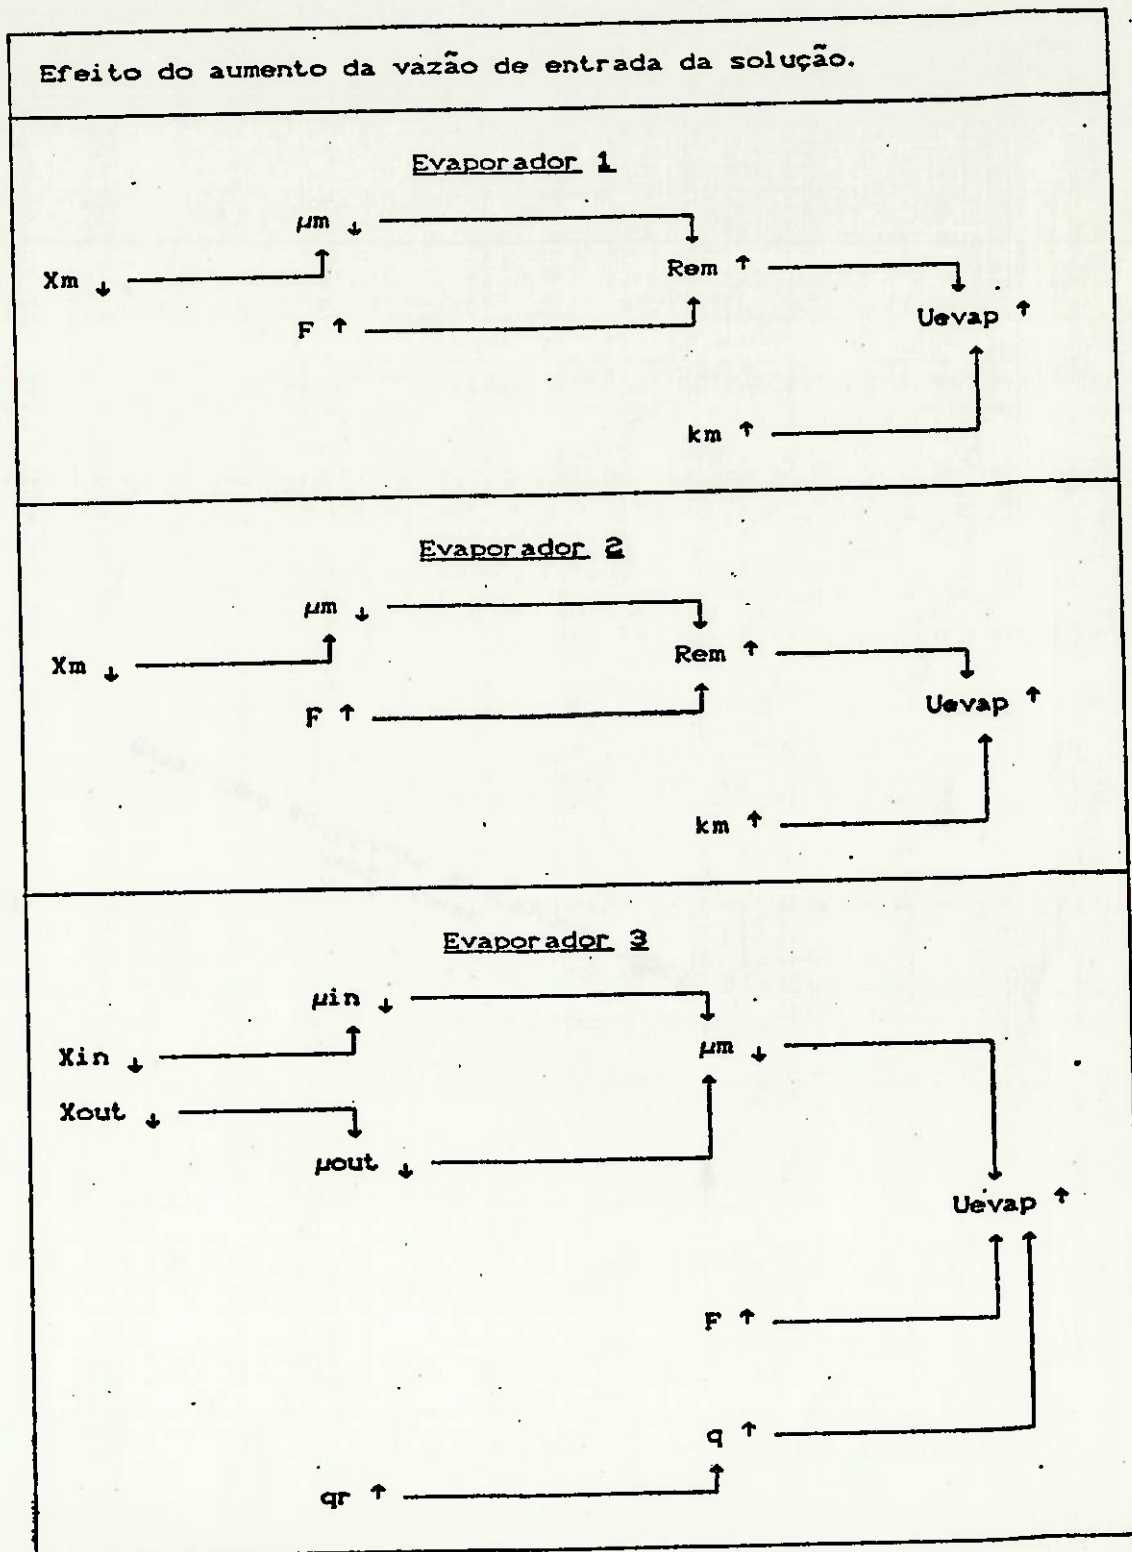 Efeito do aumento da vazão de entrada da solução.
Evaporador 1
μm ↓
Xm ↓
Rem ↑
F ↑
Uevap ↑
km ↑
Evaporador 2
μm ↓
Xm ↓
Rem ↑
F ↑
Uevap ↑
km ↑
Evaporador 3
μin ↓
Xin ↓
μm ↓
Xout ↓
μout ↓
Uevap ↑
F ↑
q ↑
qr ↑